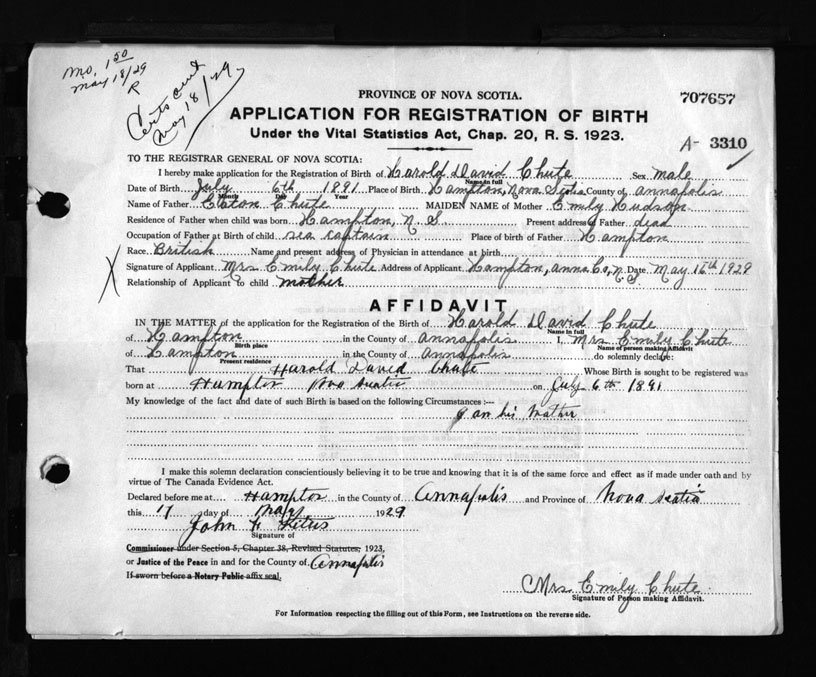 mo. 1 50
may 18/29
R
Certs out
May 18/29
PROVINCE OF NOVA SCOTIA.
707657
APPLICATION FOR REGISTRATION OF BIRTH
Under the Vital Statistics Act, Chap. 20, R. S. 1923.
A- 3310
TO THE REGISTRAR GENERAL OF NOVA SCOTIA:
I hereby make application for the Registration of Birth of Harold David Chute Sex male
Name in full
Date of Birth July 6th 1891 Place of Birth Hampton, Nova Scotia County of annapolis
Month Day Year
Name of Father Eaton Chute MAIDEN NAME of Mother Emily Hudson
Residence of Father when child was born Hampton, N. S Present address of Father dead
Occupation of Father at Birth of child sea captain Place of birth of Father Hampton
Race British Name and present address of Physician in attendance at birth
Signature of Applicant Mrs Emily Chute Address of Applicant Hampton, anna Co, N. S. Date May 16th 1929
Relationship of Applicant to child mother
AFFIDAVIT
IN THE MATTER of the application for the Registration of the Birth of Harold David Chute
Name in full
of Hampton in the County of annapolis I, Mrs Emily Chute
Birth place Name of person making Affidavit
of Hampton in the County of annapolis do solemnly declare:
Present residence
That Harold David Chute Whose Birth is sought to be registered was
born at Hampton Nova Scotia on July 6th 1891
My knowledge of the fact and date of such Birth is based on the following Circumstances :—
I am his Mother
I make this solemn declaration conscientiously believing it to be true and knowing that it is of the same force and effect as if made under oath and by
virtue of The Canada Evidence Act.
Declared before me at Hampton in the County of Annapolis and Province of Nova Scotia
this 17 day of May 1929
John H
Signature of
Commissioner under Section 5, Chapter 38, Revised Statutes, 1923,
or Justice of the Peace in and for the County of Annapolis
If sworn before a Notary Public affix seal.
Mrs Emily Chute
Signature of Person making Affidavit.
For Information respecting the filling out of this Form, see Instructions on the reverse side.